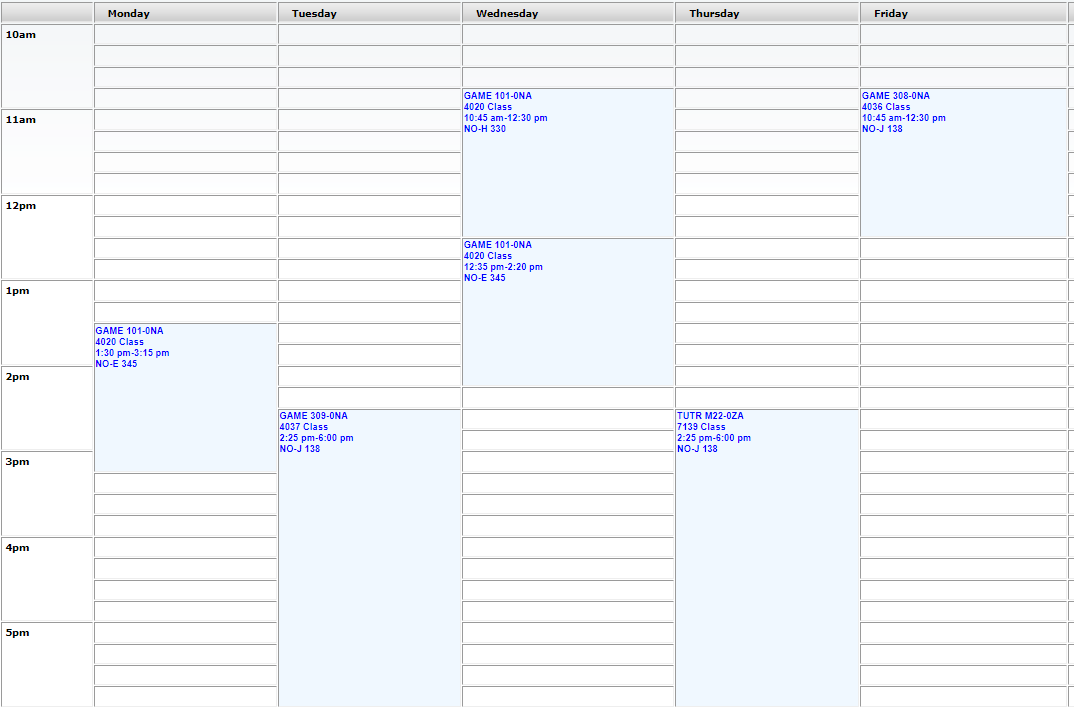 Monday Tuesday Wednesday Thursday Friday
10am
GAME 101-0NA
4020 Class
10:45 am-12:30 pm
NO-H 330
GAME 308-0NA
4036 Class
10:45 am-12:30 pm
NO-J 138
11am
12pm
GAME 101-0NA
4020 Class
12:35 pm-2:20 pm
NO-E 345
1pm
GAME 101-0NA
4020 Class
1:30 pm-3:15 pm
NO-E 345
2pm
GAME 309-0NA
4037 Class
2:25 pm-6:00 pm
NO-J 138
TUTR M22-0ZA
7139 Class
2:25 pm-6:00 pm
NO-J 138
3pm
4pm
5pm